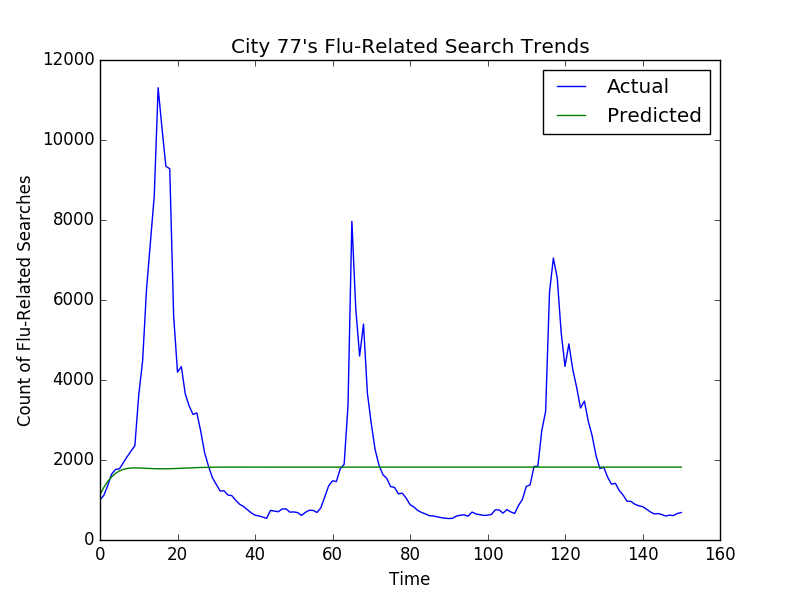 City 77's Flu-Related Search Trends
12000
10000
8000
6000
4000
2000
0
Count of Flu-Related Searches
Actual
Predicted
0 20 40 60 80 100 120 140 160
Time